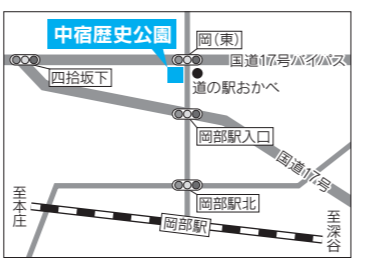 中宿歴史公園
岡(東)
国道17号バイパス
四拾坂下
道の駅おかべ
岡部駅入口
国道17号
岡部駅北
至本庄
岡部駅
至深谷